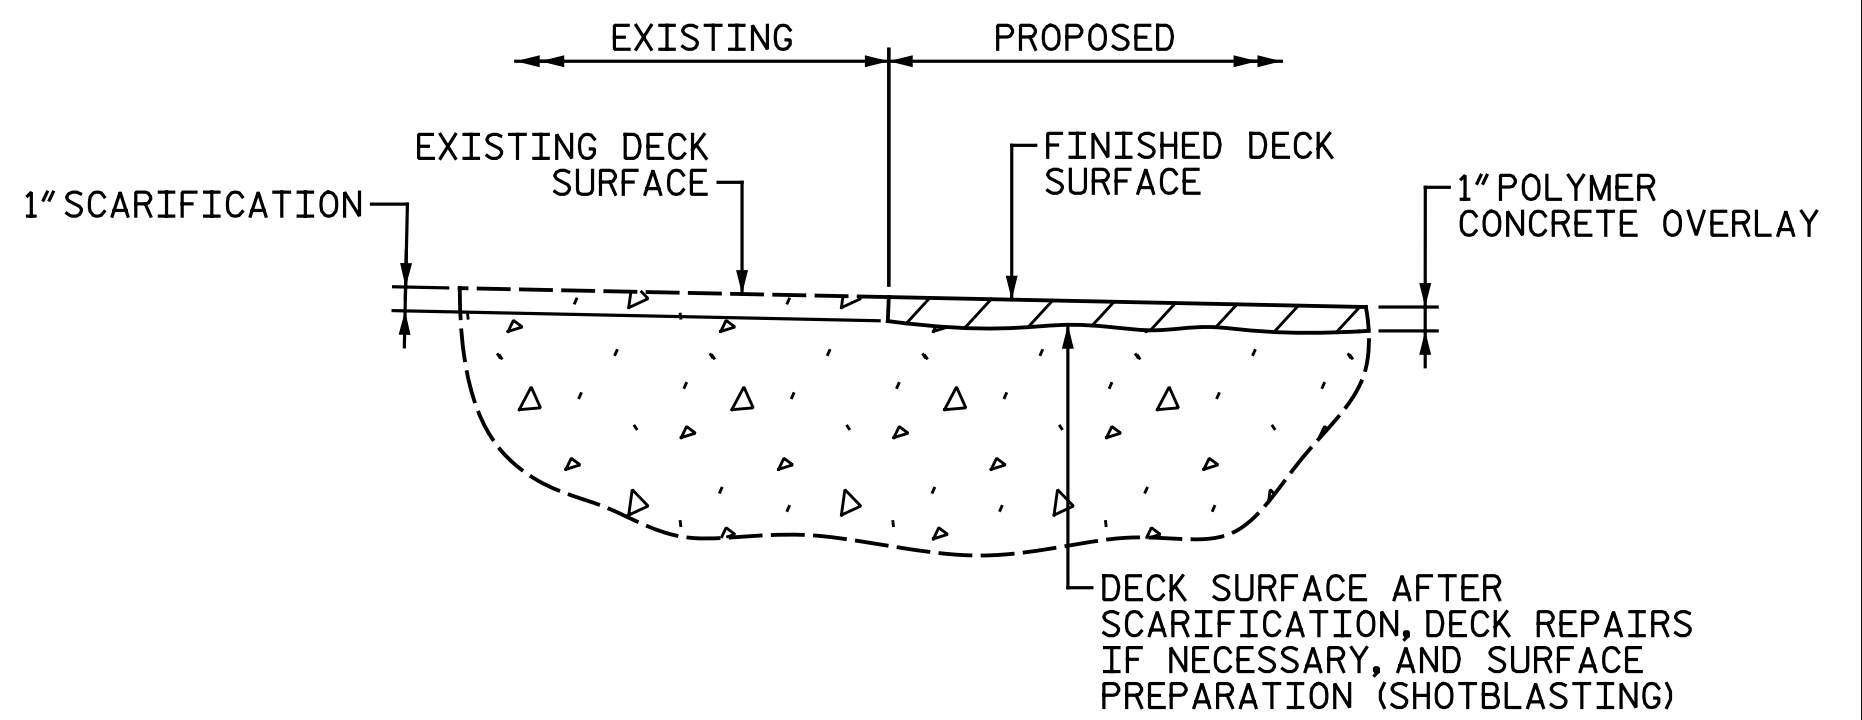 EXISTING
PROPOSED
EXISTING DECK
SURFACE
FINISHED DECK
SURFACE
1" SCARIFICATION
1" POLYMER
CONCRETE OVERLAY
DECK SURFACE AFTER
SCARIFICATION, DECK REPAIRS
IF NECESSARY, AND SURFACE
PREPARATION (SHOTBLASTING)